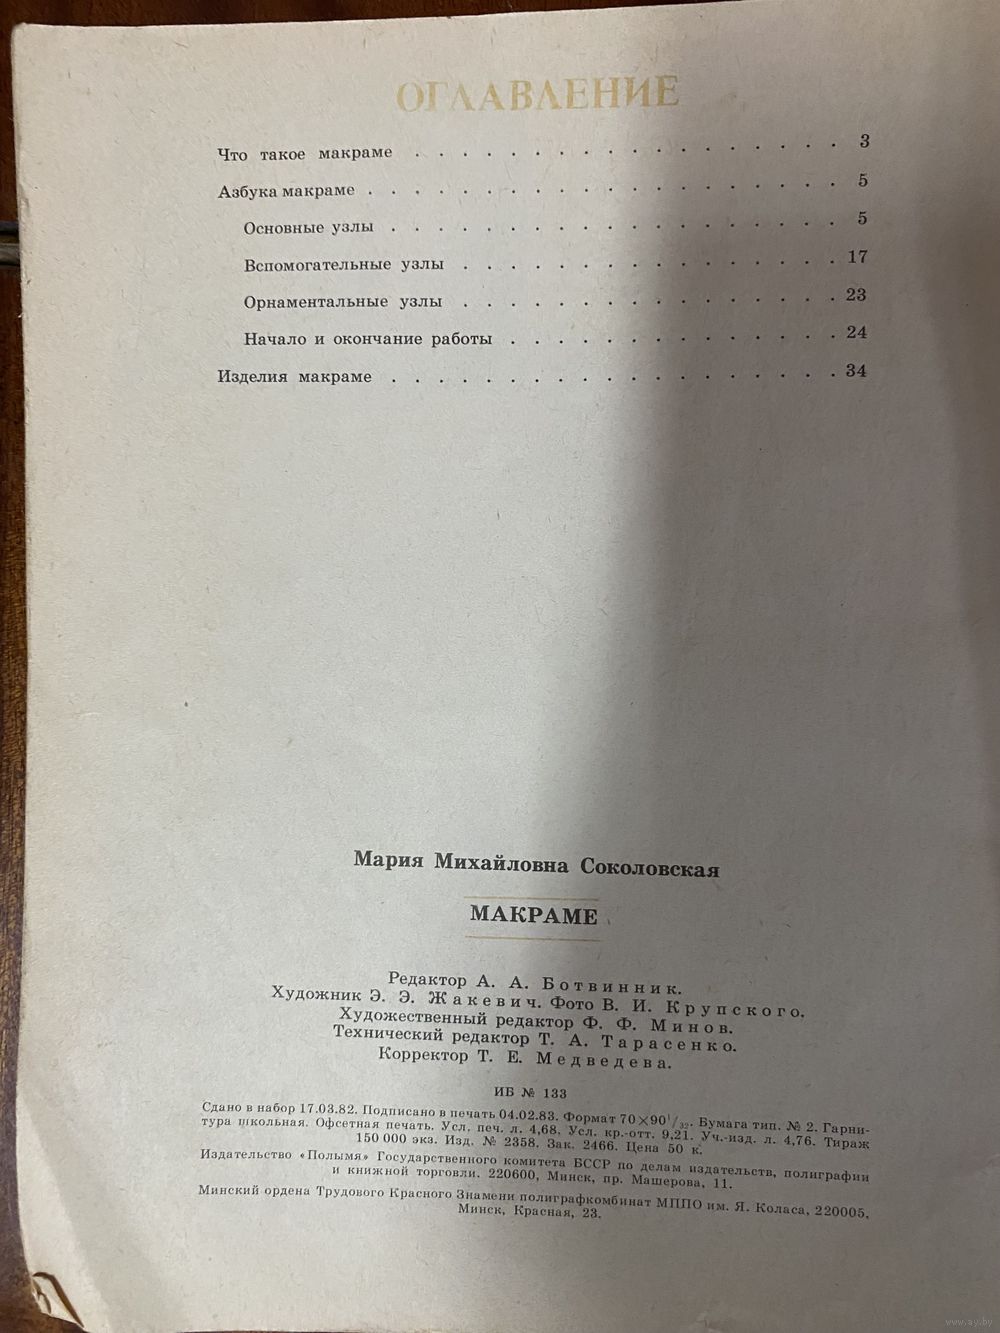 ОГЛАВЛЕНИЕ
Что такое макраме . . . . . . . . . . . . . . . . . . 3
Азбука макраме . . . . . . . . . . . . . . . . . . . . 5
Основные узлы . . . . . . . . . . . . . . . . . . . 5
Вспомогательные узлы . . . . . . . . . . . . . . . . 17
Орнаментальные узлы . . . . . . . . . . . . . . . . 23
Начало и окончание работы . . . . . . . . . . . . . . 24
Изделия макраме . . . . . . . . . . . . . . . . . . . 34
Мария Михайловна Соколовская
МАКРАМЕ
Редактор А. А. Ботвинник.
Художник Э. Э. Жакевич. Фото В. И. Крупского.
Художественный редактор Ф. Ф. Минов.
Технический редактор Т. А. Тарасенко.
Корректор Т. Е. Медведева.
ИБ № 133
Сдано в набор 17.03.82. Подписано в печать 04.02.83. Формат 70×90¹/₃₂. Бумага тип. № 2. Гарни-
тура школьная. Офсетная печать. Усл. печ. л. 4,68. Усл. кр.-отт. 9,21. Уч.-изд. л. 4,76. Тираж
150 000 экз. Изд. № 2358. Зак. 2466. Цена 50 к.
Издательство «Полымя» Государственного комитета БССР по делам издательств, полиграфии
и книжной торговли. 220600, Минск, пр. Машерова, 11.
Минский ордена Трудового Красного Знамени полиграфкомбинат МППО им. Я. Коласа, 220005,
Минск, Красная, 23.
www.ay.by